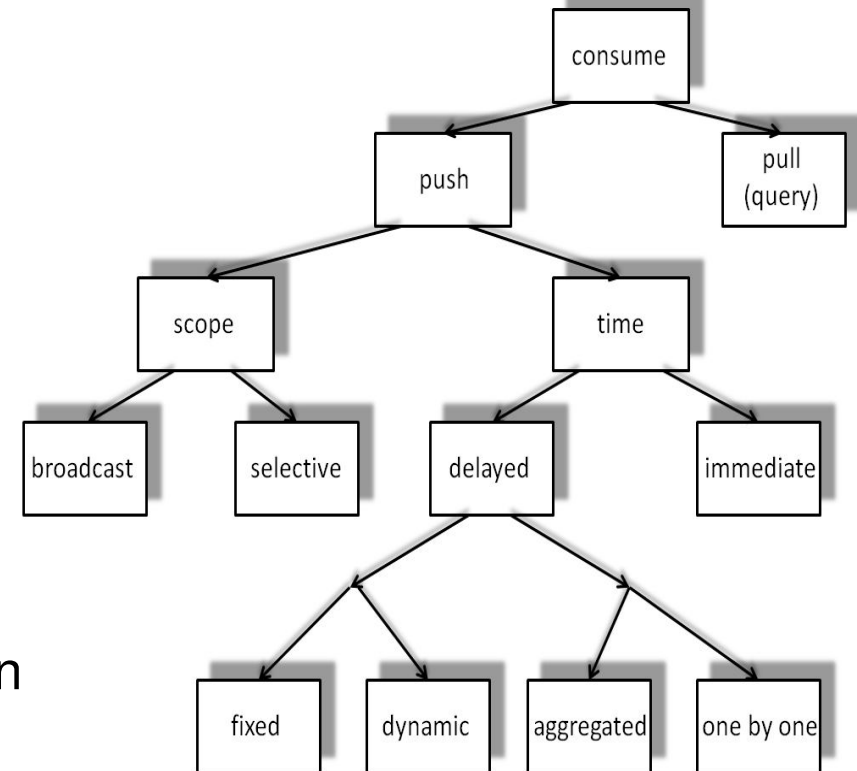 consume
push
pull
(query)
scope
time
broadcast
selective
delayed
immediate
n
fixed
dynamic
aggregated
one by one